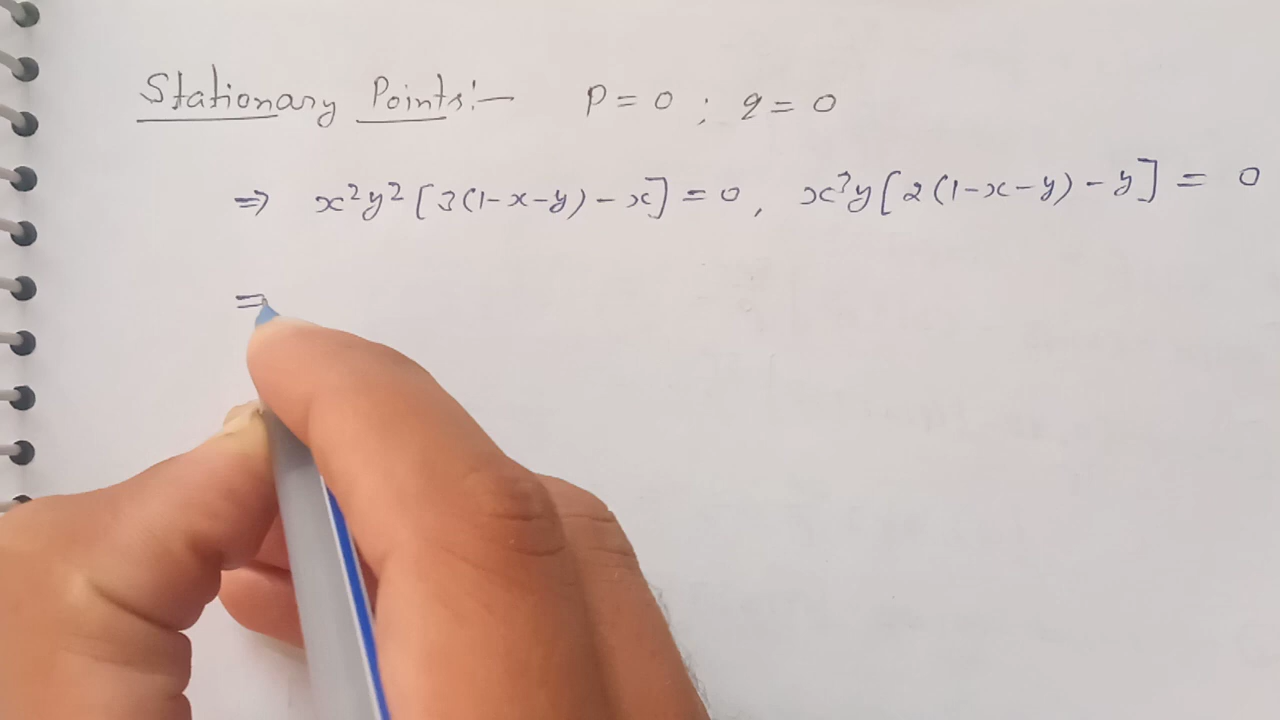 Stationary Points:- p = 0 ; q = 0
⇒ x²y² [3(1-x-y) - x] = 0, x³y [2(1-x-y) - y] = 0
=